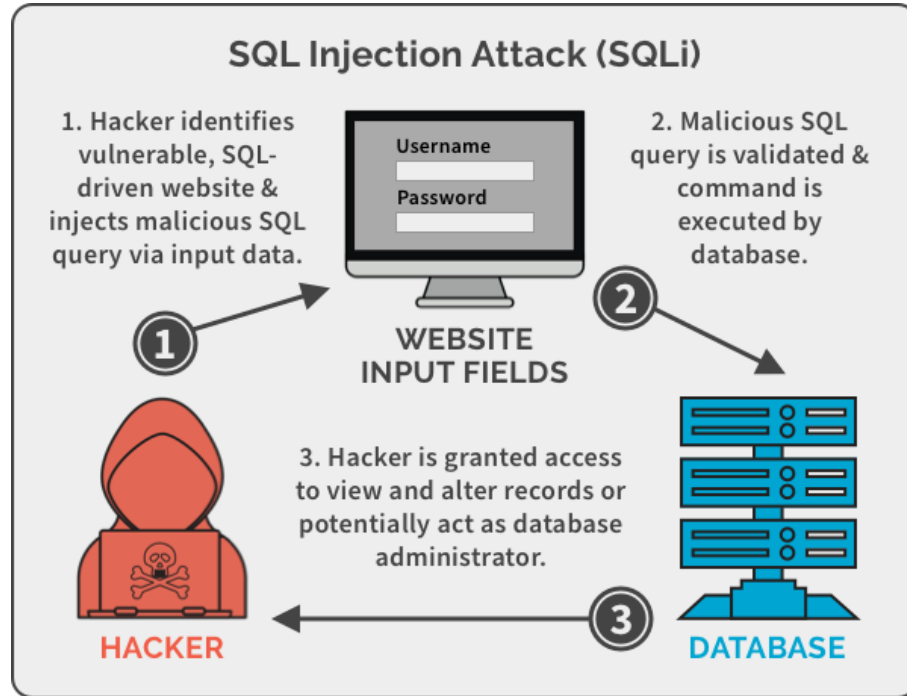 SQL Injection Attack (SQLi)
1. Hacker identifies
vulnerable, SQL-
driven website &
injects malicious SQL
query via input data.
Username
Password
2. Malicious SQL
query is validated &
command is
executed by
database.
1
2
WEBSITE
INPUT FIELDS
3. Hacker is granted access
to view and alter records or
potentially act as database
administrator.
3
HACKER
DATABASE